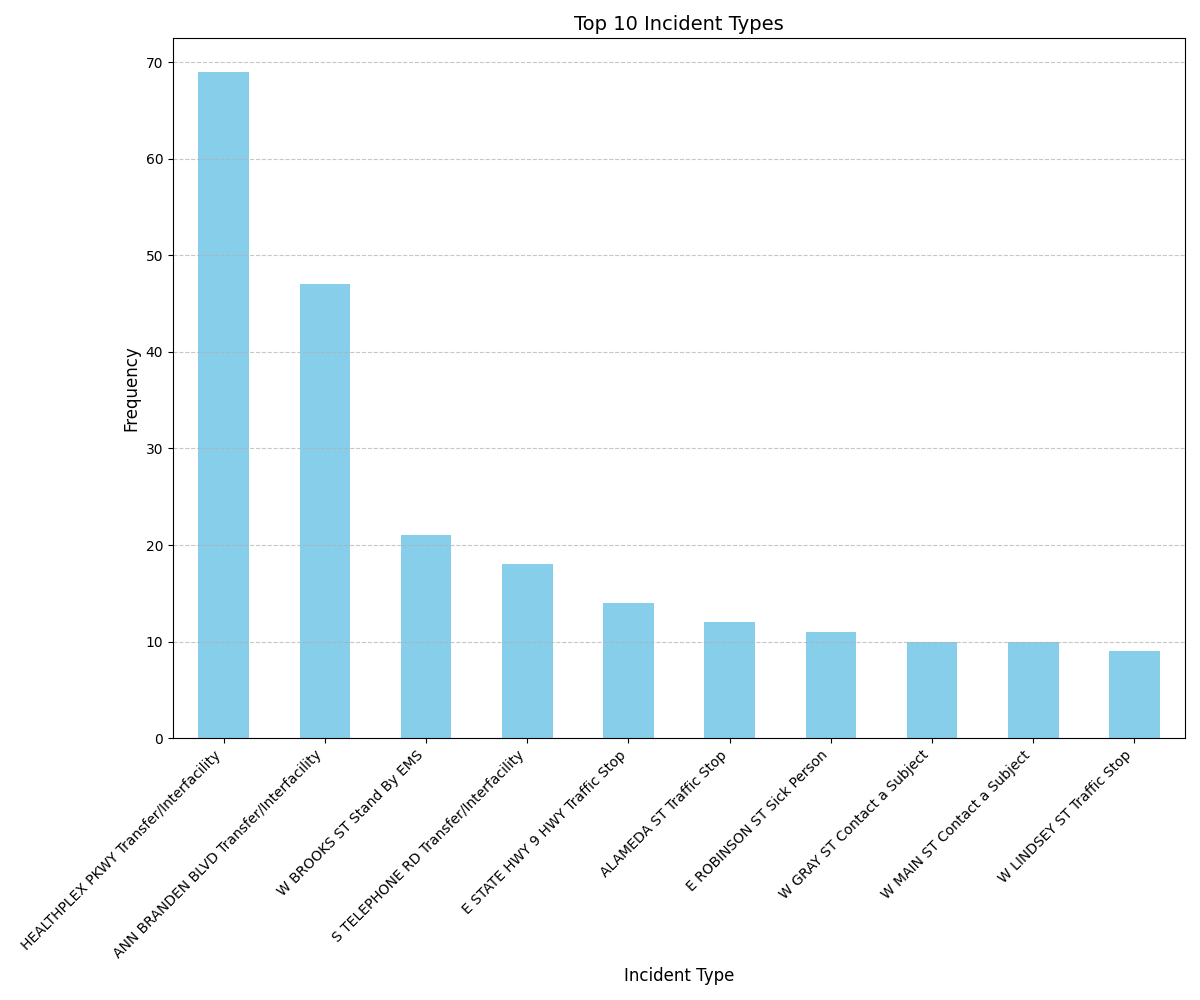 Top 10 Incident Types
Frequency
70
60
50
40
30
20
10
0
HEALTHPLEX PKWY Transfer/Interfacility
ANN BRANDEN BLVD Transfer/Interfacility
W BROOKS ST Stand By EMS
S TELEPHONE RD Transfer/Interfacility
E STATE HWY 9 HWY Traffic Stop
ALAMEDA ST Traffic Stop
E ROBINSON ST Sick Person
W GRAY ST Contact a Subject
W MAIN ST Contact a Subject
W LINDSEY ST Traffic Stop
Incident Type